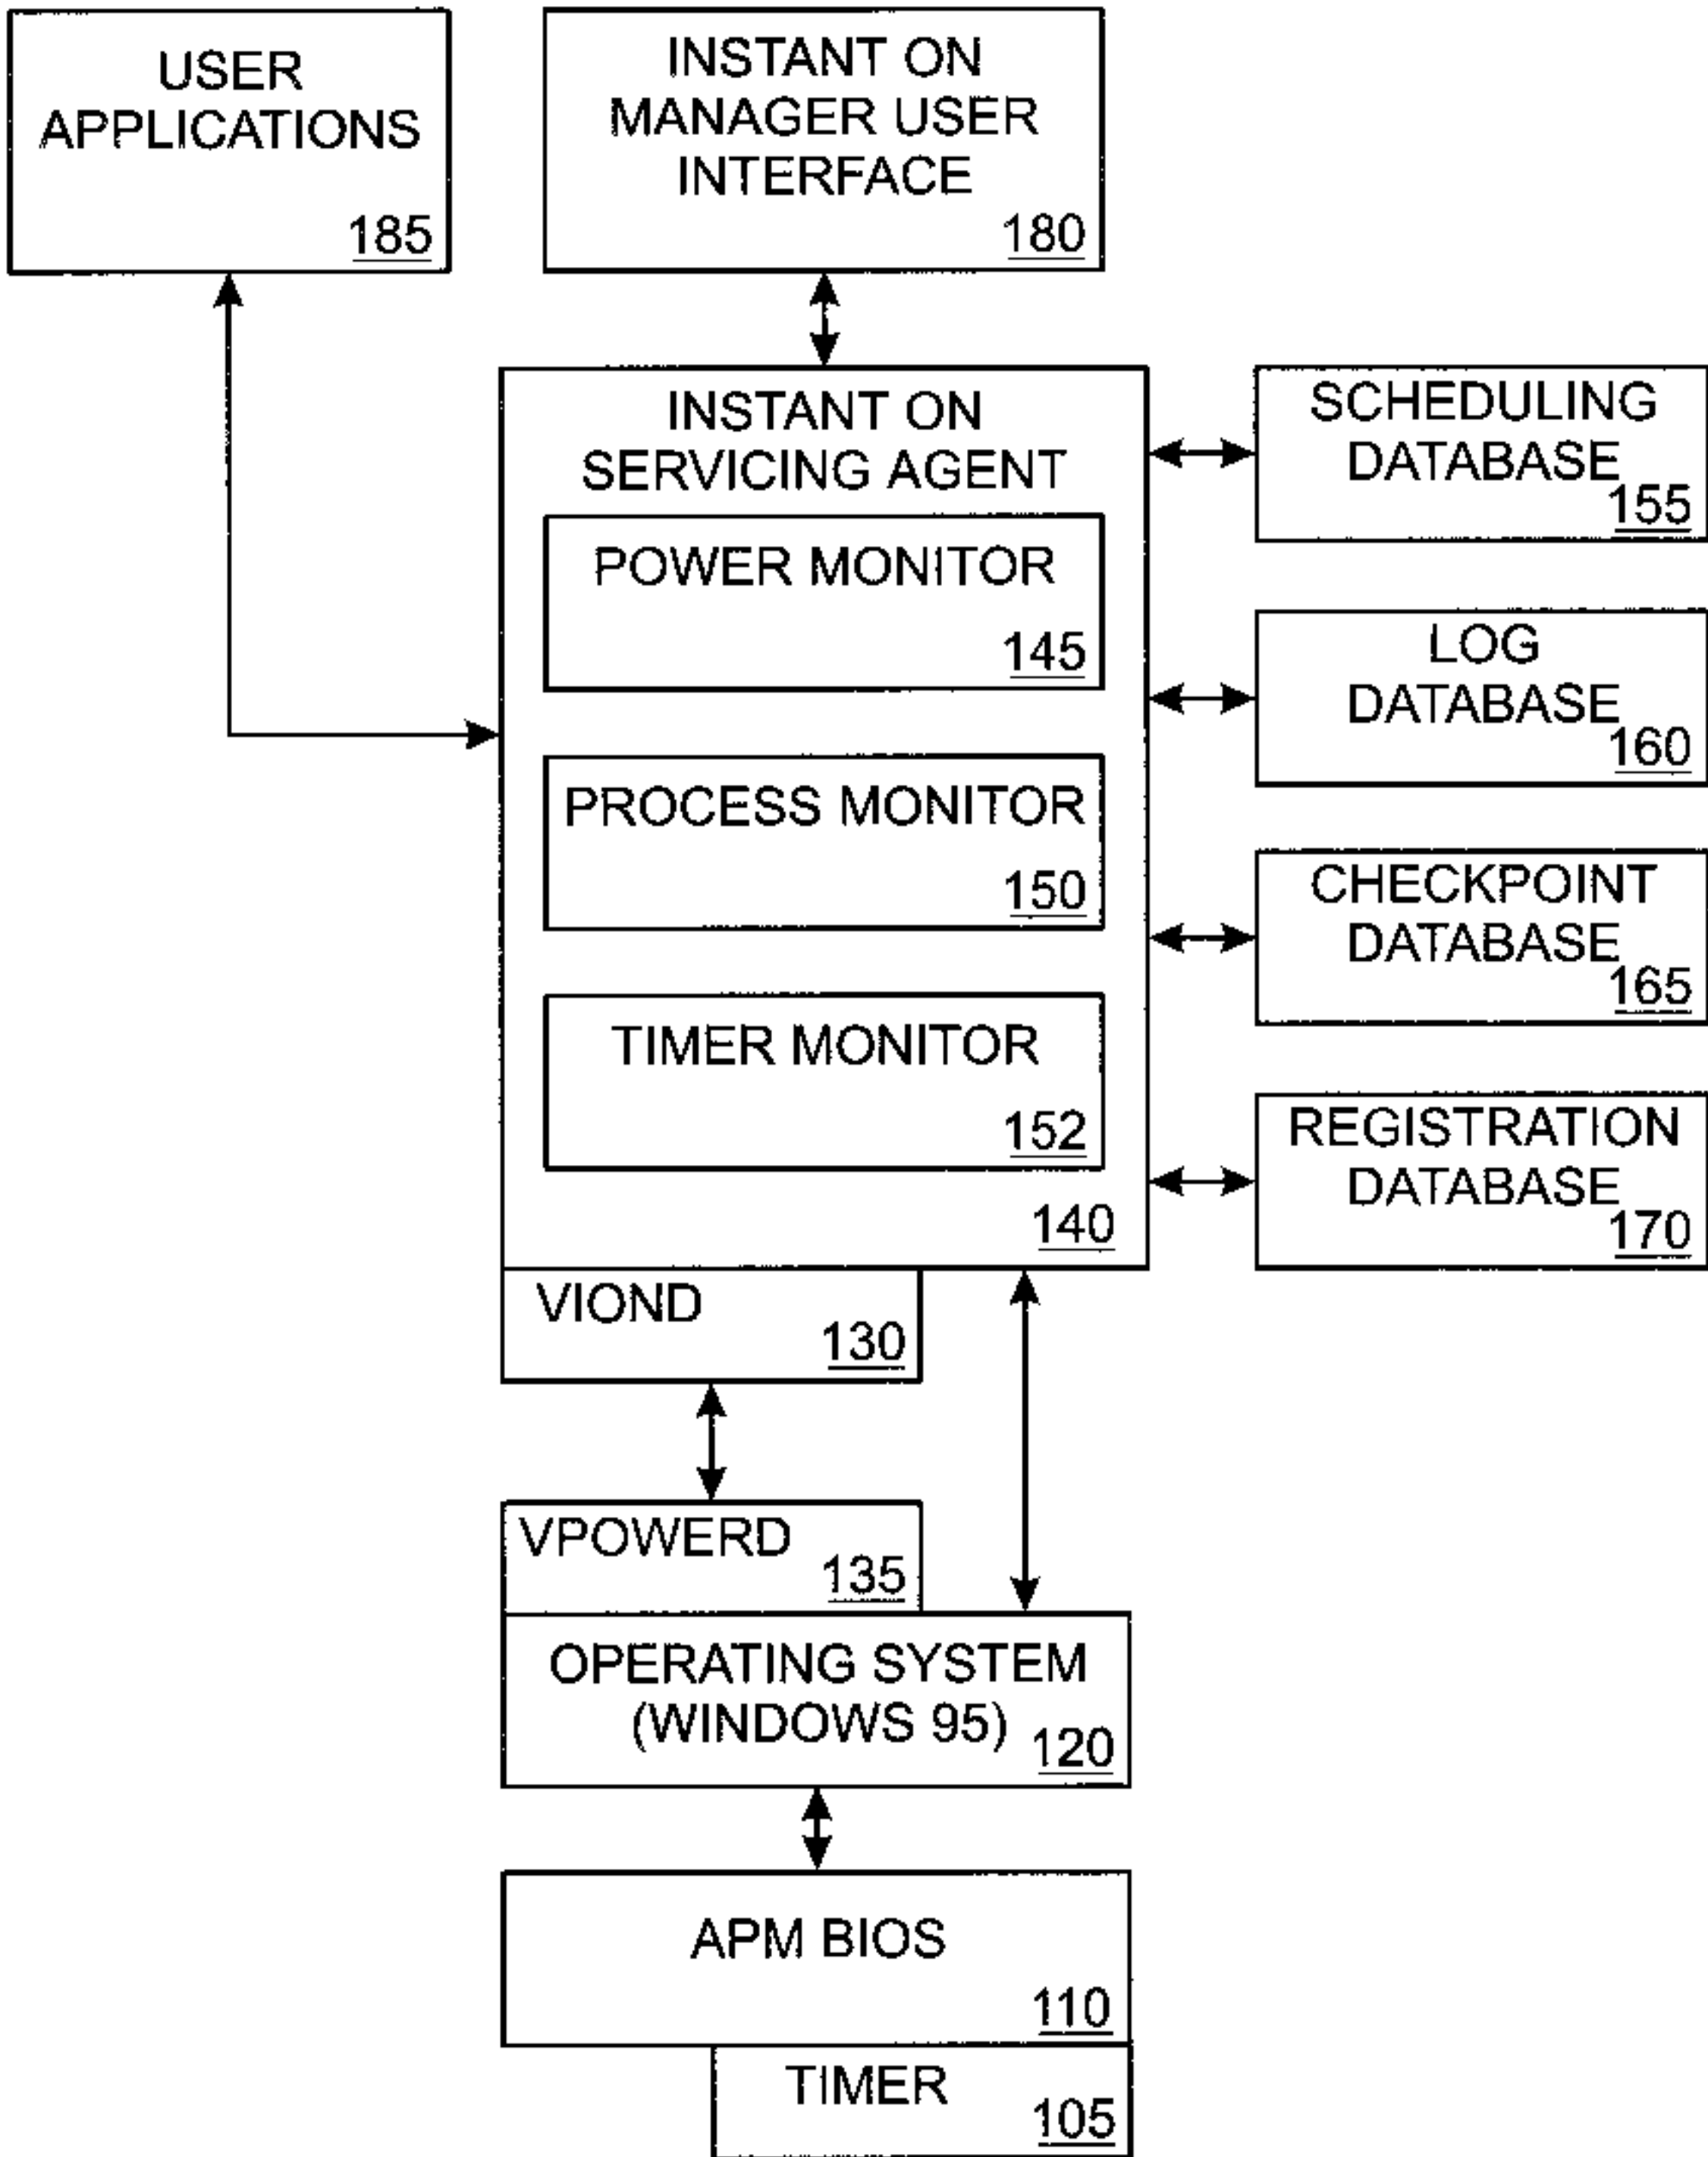 USER
APPLICATIONS
185
INSTANT ON
MANAGER USER
INTERFACE
180
INSTANT ON
SERVICING AGENT
POWER MONITOR
145
PROCESS MONITOR
150
TIMER MONITOR
152
140
SCHEDULING
DATABASE
155
LOG
DATABASE
160
CHECKPOINT
DATABASE
165
REGISTRATION
DATABASE
170
VIOND
130
VPOWERD
135
OPERATING SYSTEM
(WINDOWS 95)
120
APM BIOS
110
TIMER
105